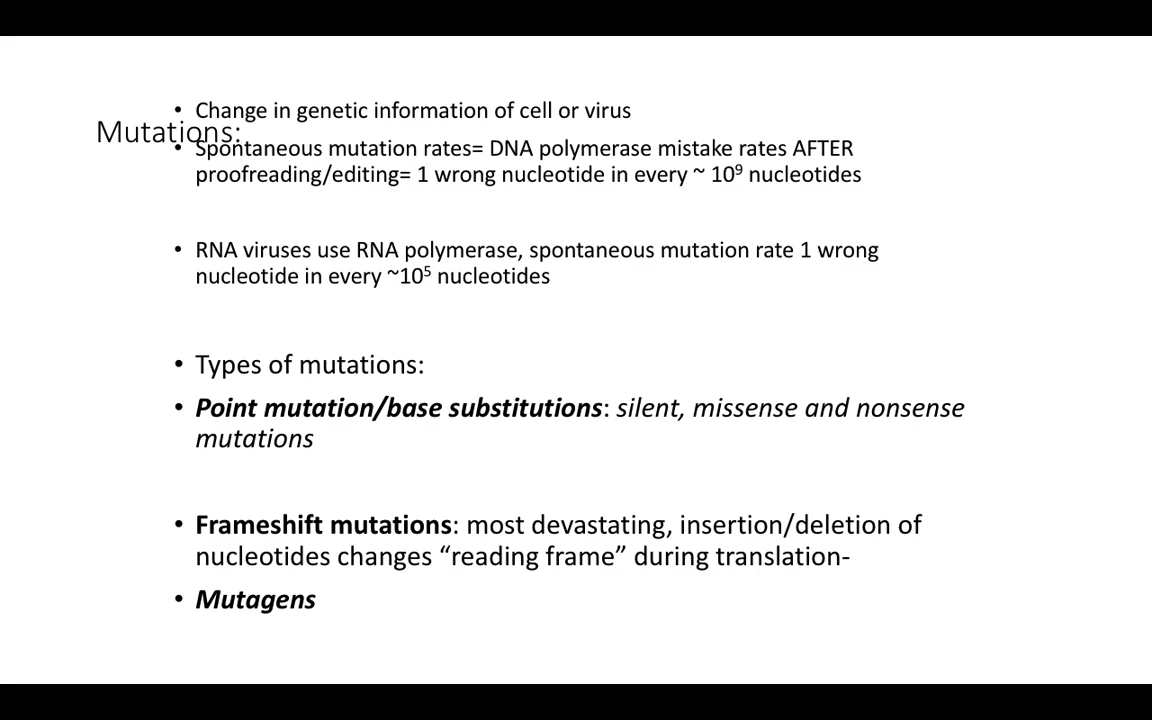 Mutations:
• Change in genetic information of cell or virus
• Spontaneous mutation rates= DNA polymerase mistake rates AFTER
proofreading/editing= 1 wrong nucleotide in every ~ 10⁹ nucleotides
• RNA viruses use RNA polymerase, spontaneous mutation rate 1 wrong
nucleotide in every ~10⁵ nucleotides
• Types of mutations:
• Point mutation/base substitutions: silent, missense and nonsense
mutations
• Frameshift mutations: most devastating, insertion/deletion of
nucleotides changes “reading frame” during translation-
• Mutagens